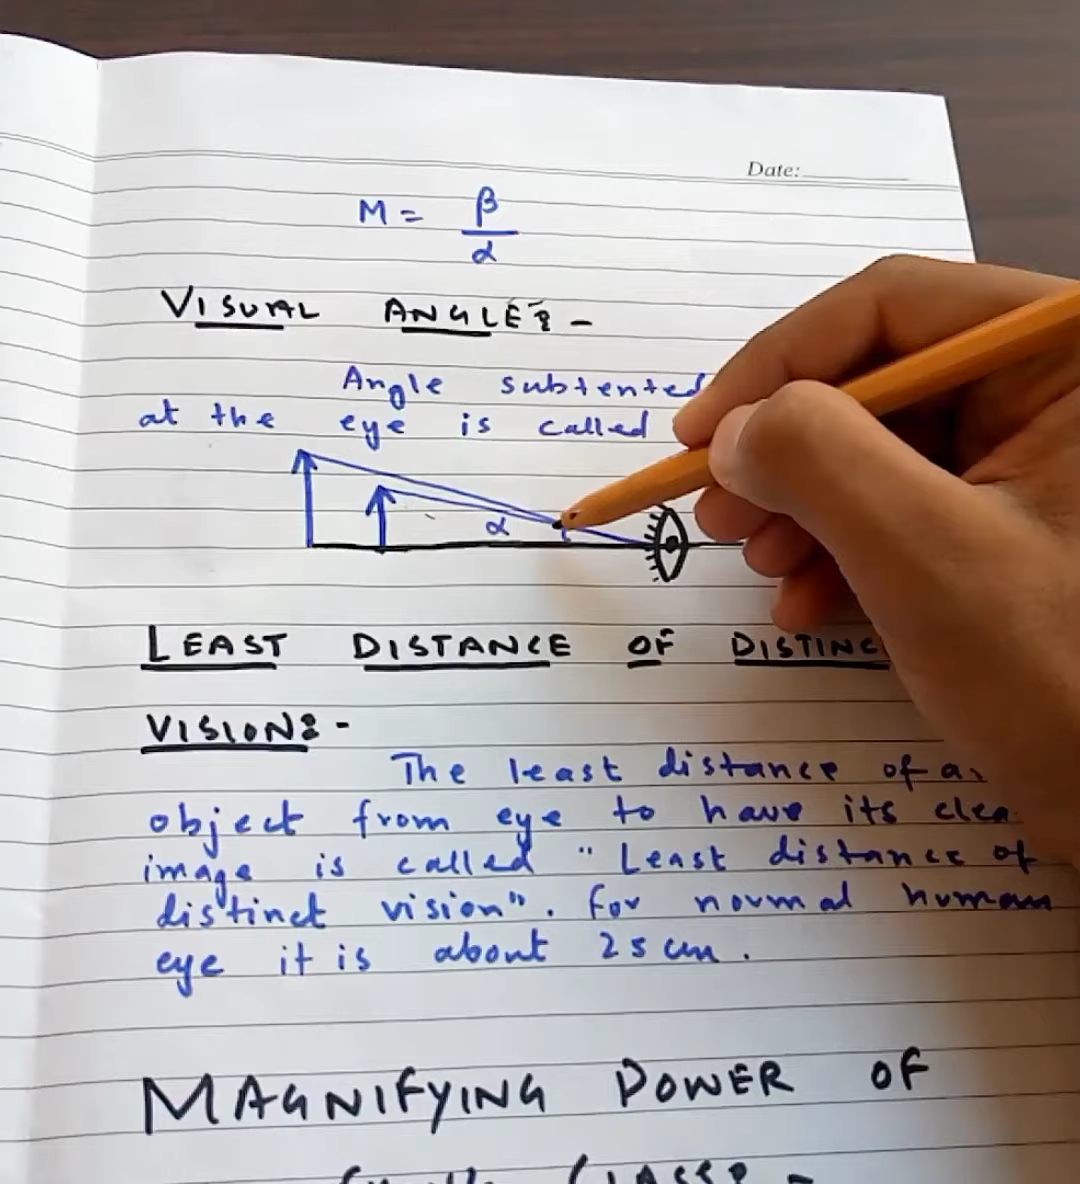 Date:
M = β
α
VISUAL ANGLE:-
Angle subtented
at the eye is called
α
LEAST DISTANCE OF
VISION:-
The least distance of
object from eye to have its
image is called "Least distance of
distinct vision". For normal human
eye it is about 25 cm.
MAGNIFYING POWER OF